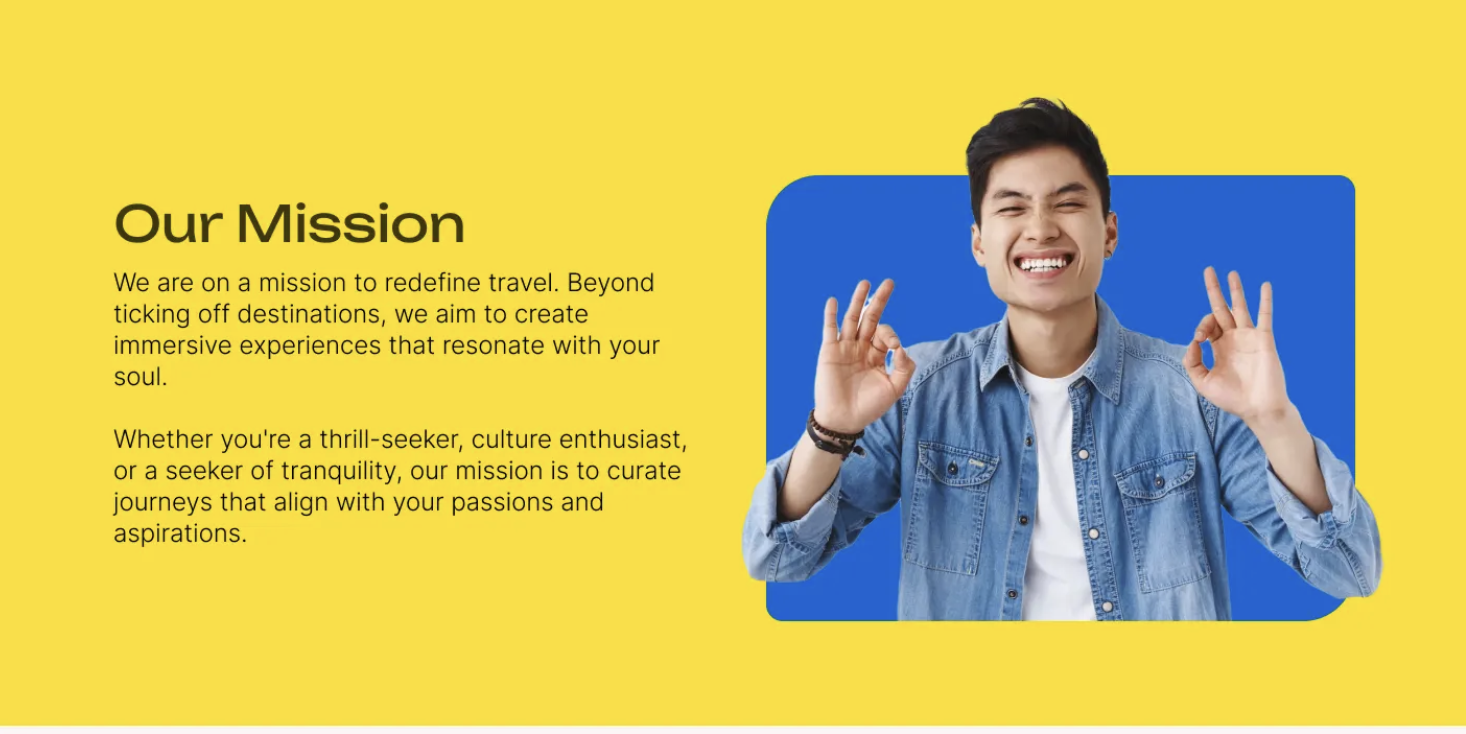 Our Mission
We are on a mission to redefine travel. Beyond
ticking off destinations, we aim to create
immersive experiences that resonate with your
soul.
Whether you're a thrill-seeker, culture enthusiast,
or a seeker of tranquility, our mission is to curate
journeys that align with your passions and
aspirations.